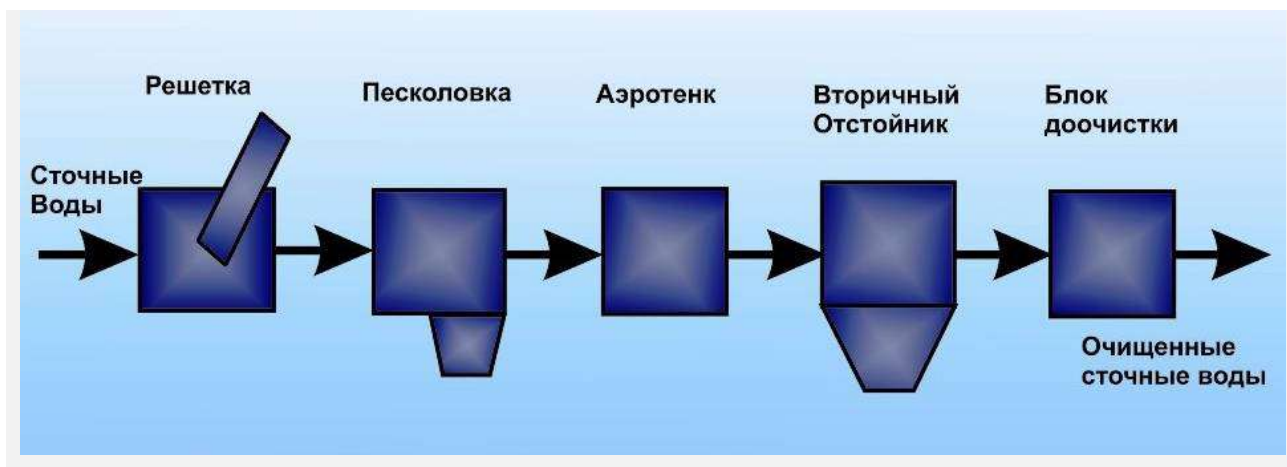 Решетка
Песколовка
Аэротенк
Вторичный
Отстойник
Блок
доочистки
Сточные
Воды
Очищенные
сточные воды